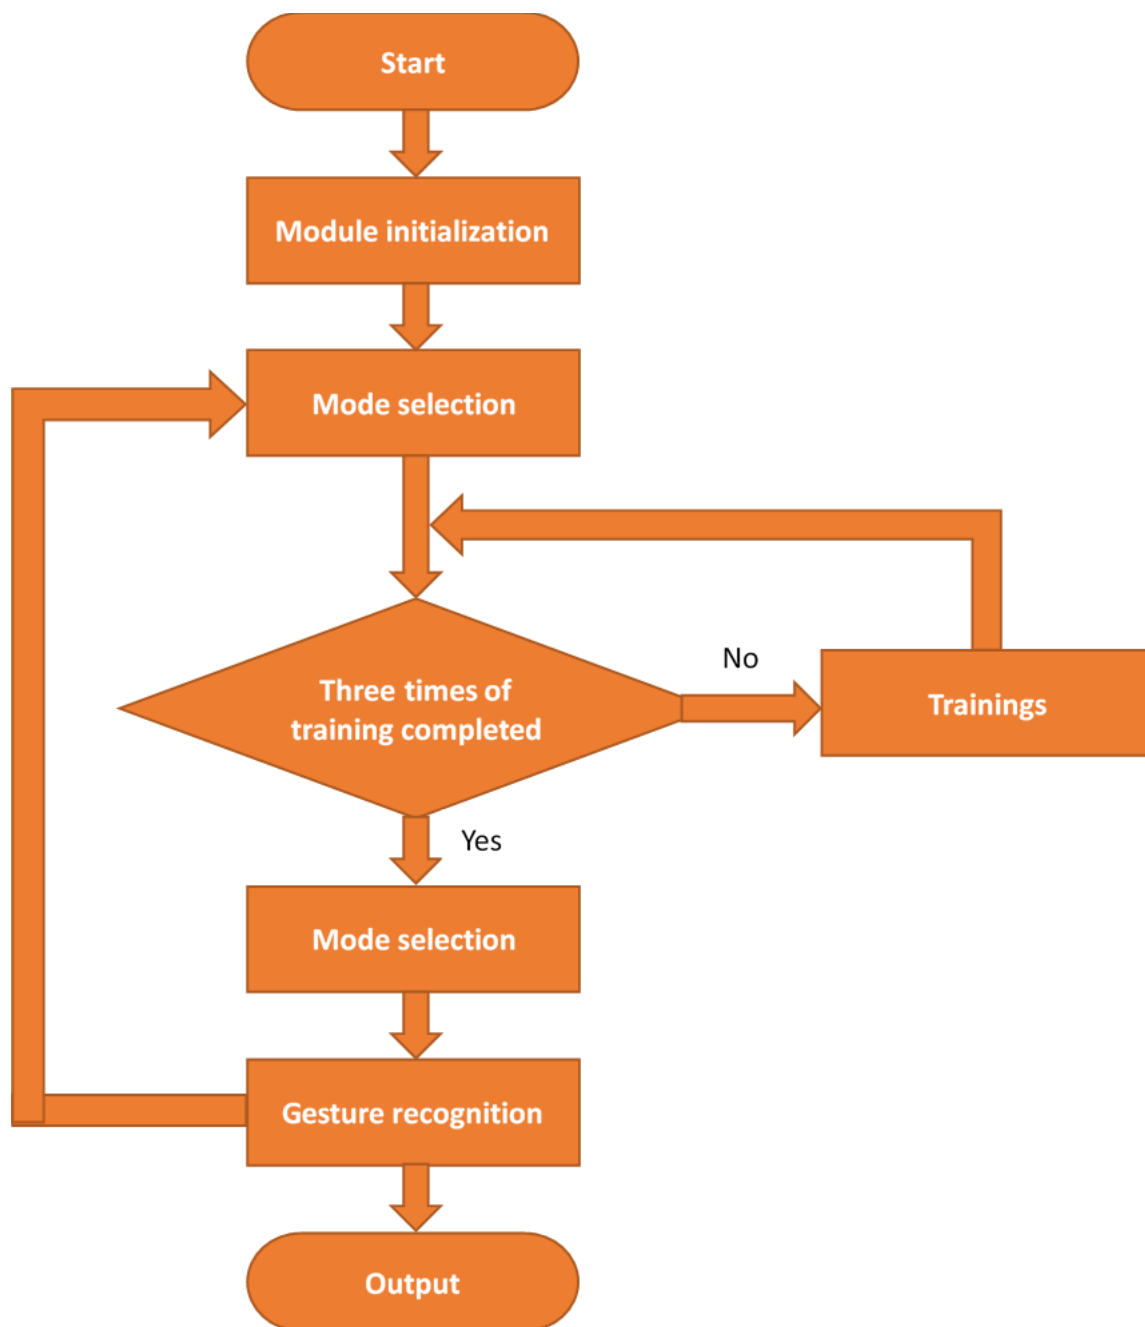 Start
Module initialization
Mode selection
Three times of
training completed
No
Trainings
Yes
Mode selection
Gesture recognition
Output